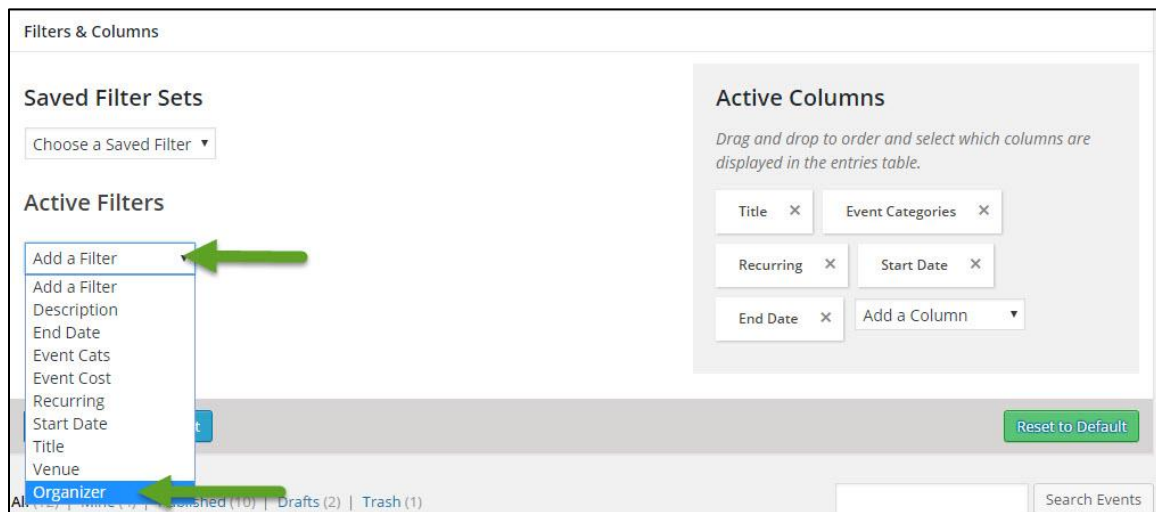 Filters & Columns
Saved Filter Sets
Choose a Saved Filter
Active Filters
Add a Filter
Add a Filter
Description
End Date
Event Cats
Event Cost
Recurring
Start Date
Title
Venue
Organizer
Active Columns
Drag and drop to order and select which columns are
displayed in the entries table.
Title ✕ Event Categories ✕
Recurring ✕ Start Date ✕
End Date ✕ Add a Column
Reset to Default
(10) | Drafts (2) | Trash (1)
Search Events